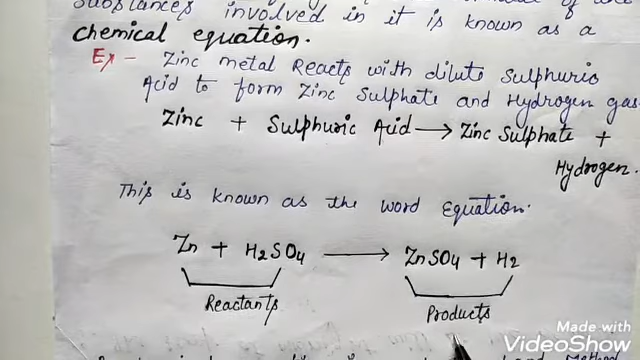 Substances involved in it is known as a
chemical equation.
Ex - Zinc metal Reacts with dilute Sulphuric
Acid to form Zinc Sulphate and Hydrogen gas.
Zinc + Sulphuric Acid → Zinc Sulphate +
Hydrogen.
This is known as the word Equation.
Zn + H2SO4 → ZnSO4 + H2
Reactants Products
Made with
VideoShow